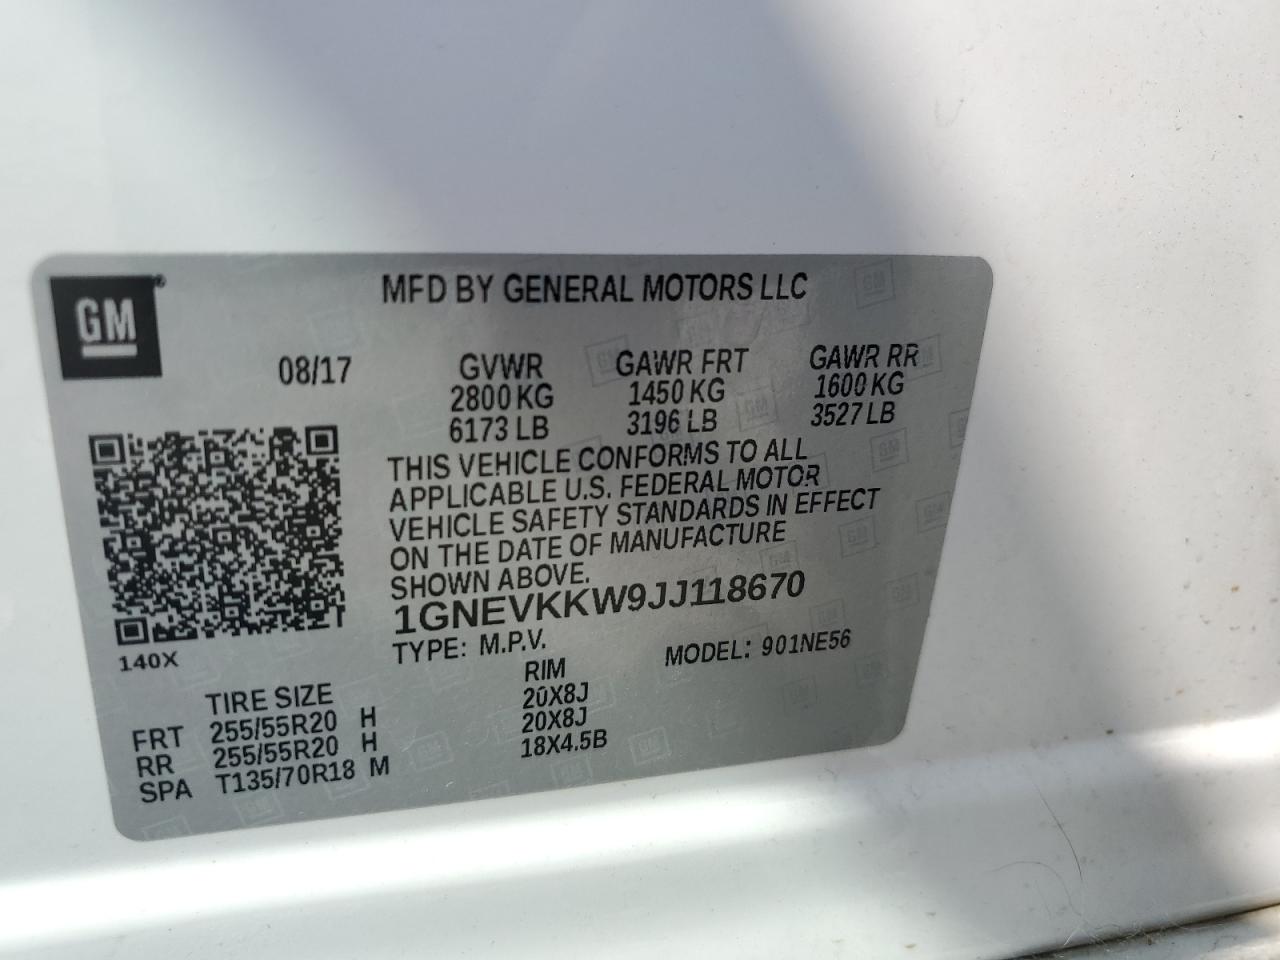 GM®
MFD BY GENERAL MOTORS LLC
08/17 GVWR GAWR FRT GAWR RR
2800 KG 1450 KG 1600 KG
6173 LB 3196 LB 3527 LB
THIS VEHICLE CONFORMS TO ALL
APPLICABLE U.S. FEDERAL MOTOR
VEHICLE SAFETY STANDARDS IN EFFECT
ON THE DATE OF MANUFACTURE
SHOWN ABOVE.
1GNEVKKW9JJ118670
140X
TYPE: M.P.V. MODEL: 901NE56
TIRE SIZE RIM
FRT 255/55R20 H 20X8J
RR 255/55R20 H 20X8J
SPA T135/70R18 M 18X4.5B